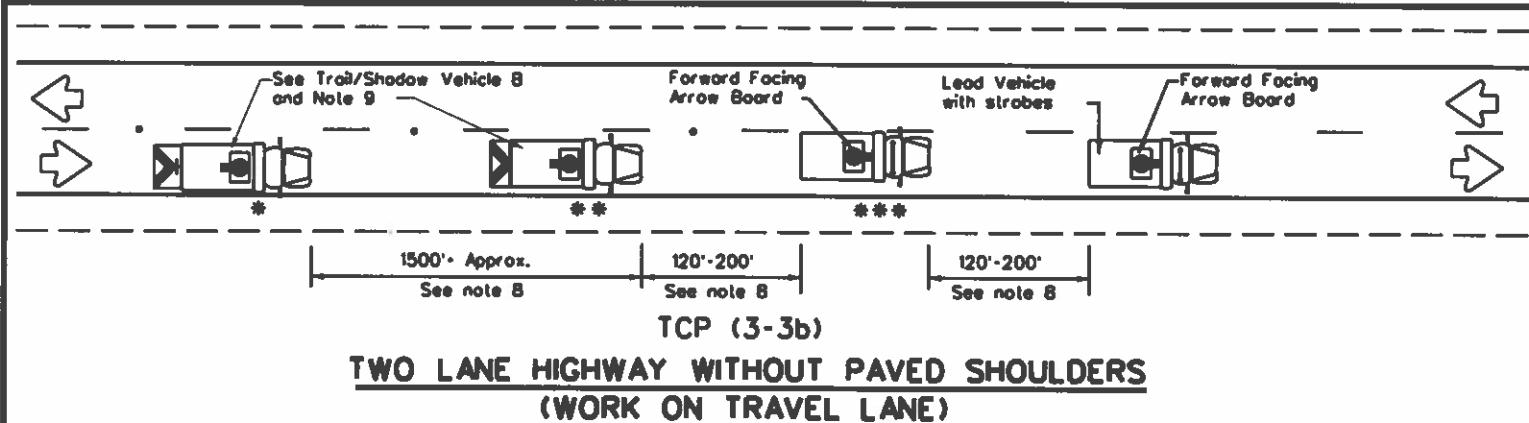 See Trail/Shadow Vehicle B
and Note 9
Forward Facing
Arrow Board
Lead Vehicle
with strobes
Forward Facing
Arrow Board
* ** ***
1500'+ Approx.
See note 8
120'-200'
See note 8
120'-200'
See note 8
TCP (3-3b)
TWO LANE HIGHWAY WITHOUT PAVED SHOULDERS
(WORK ON TRAVEL LANE)